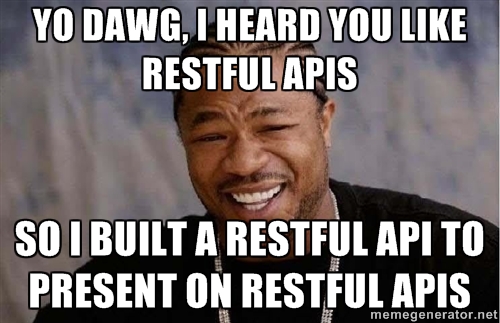 YO DAWG, I HEARD YOU LIKE
RESTFUL APIS
SO I BUILT A RESTFUL API TO
PRESENT ON RESTFUL APIS
memegenerator.net